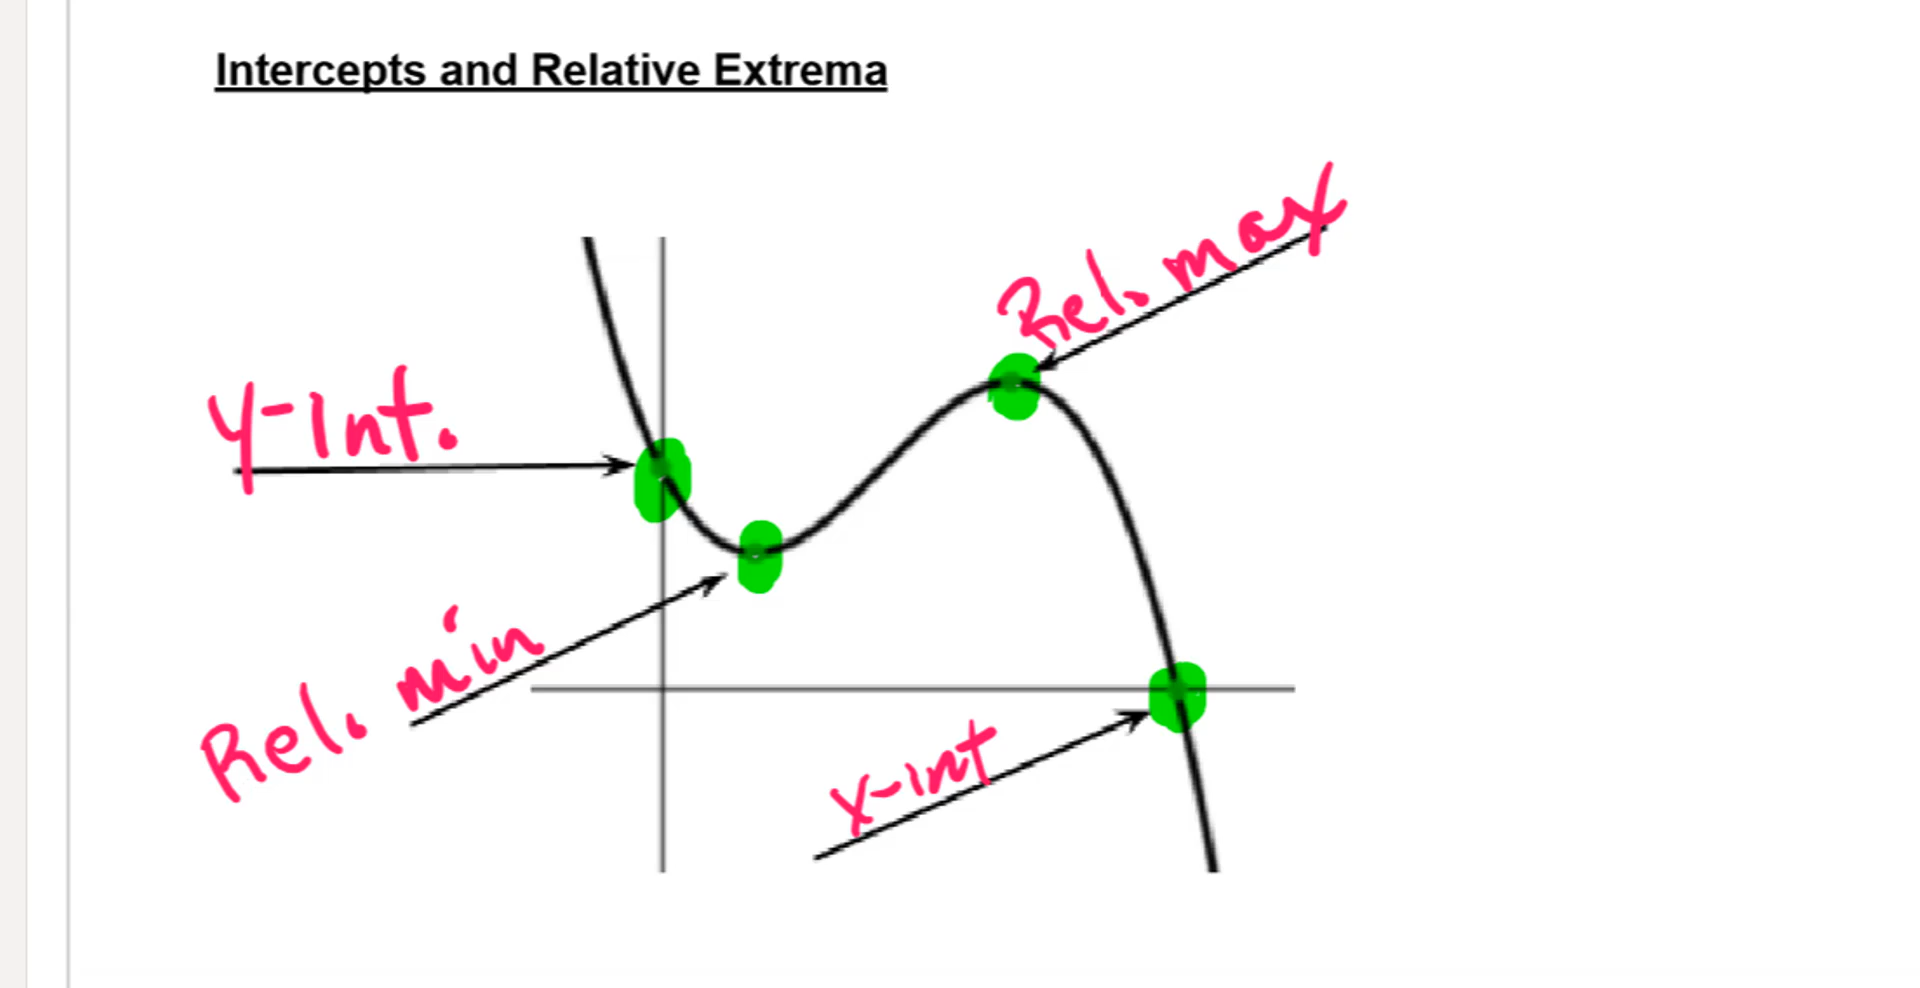 Intercepts and Relative Extrema
Rel. max
Y-Int.
Rel. min
X-int